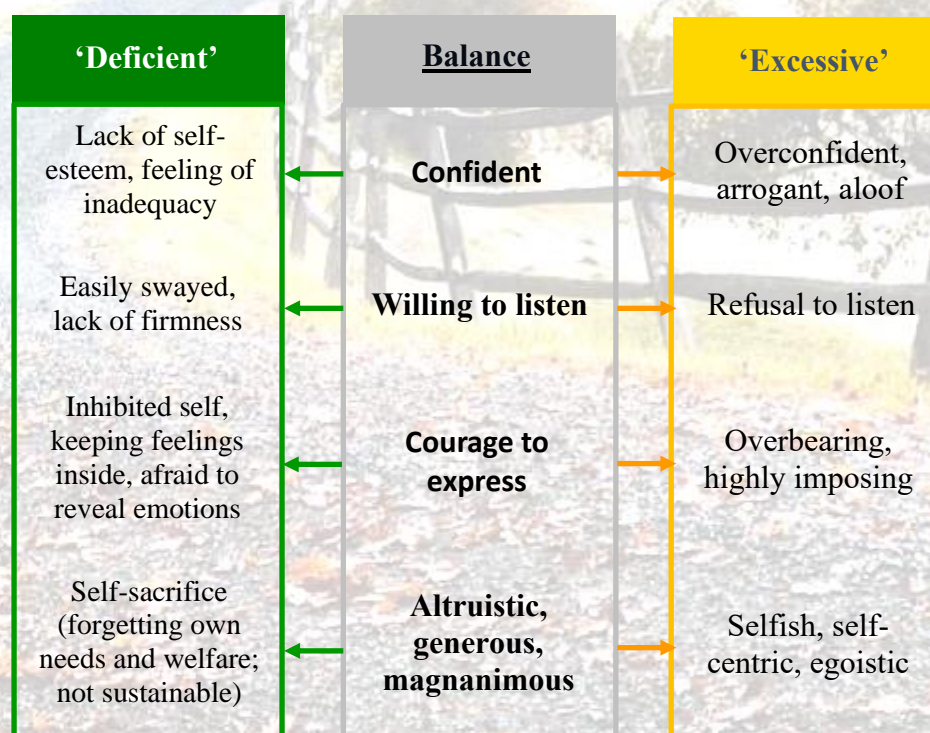 ‘Deficient’
Balance
‘Excessive’
Lack of self-
esteem, feeling of
inadequacy
Confident
Overconfident,
arrogant, aloof
Easily swayed,
lack of firmness
Willing to listen
Refusal to listen
Inhibited self,
keeping feelings
inside, afraid to
reveal emotions
Courage to
express
Overbearing,
highly imposing
Self-sacrifice
(forgetting own
needs and welfare;
not sustainable)
Altruistic,
generous,
magnanimous
Selfish, self-
centric, egoistic